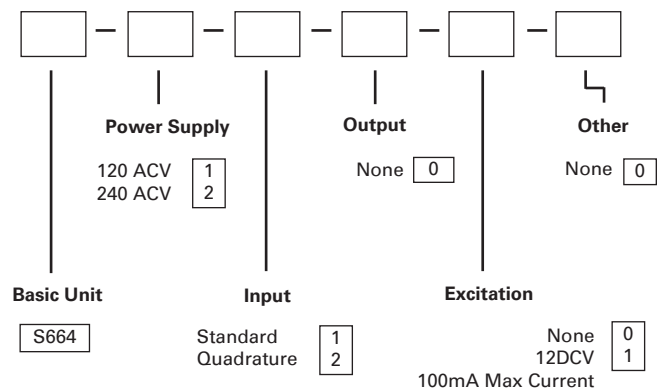 Power Supply
120 ACV 1
240 ACV 2
Output
None 0
Other
None 0
Basic Unit
S664
Input
Standard 1
Quadrature 2
Excitation
None 0
12DCV 1
100mA Max Current